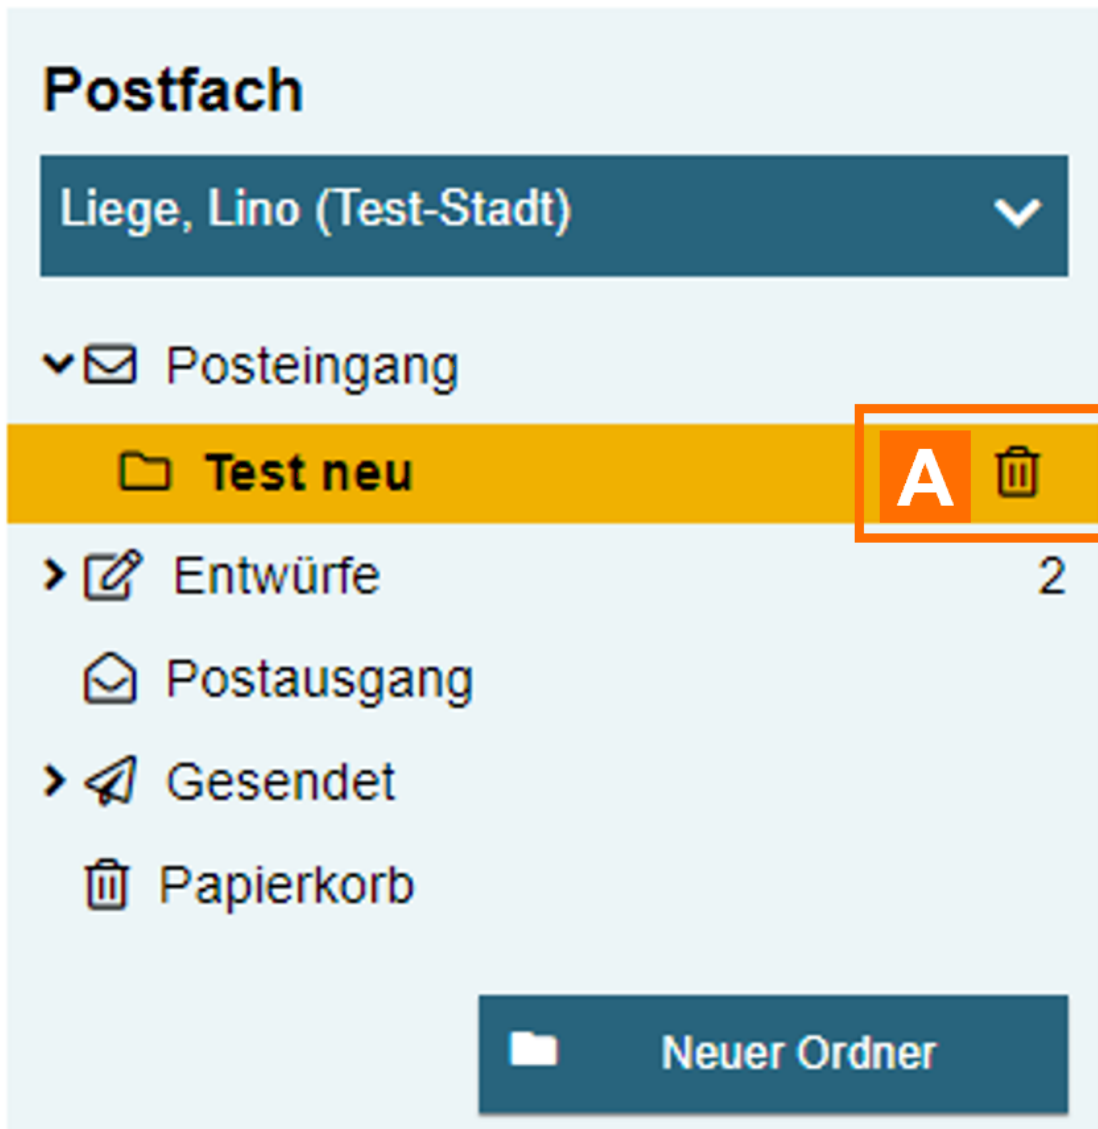 Postfach
Liege, Lino (Test-Stadt)
Posteingang
Test neu A
Entwürfe 2
Postausgang
Gesendet
Papierkorb
Neuer Ordner